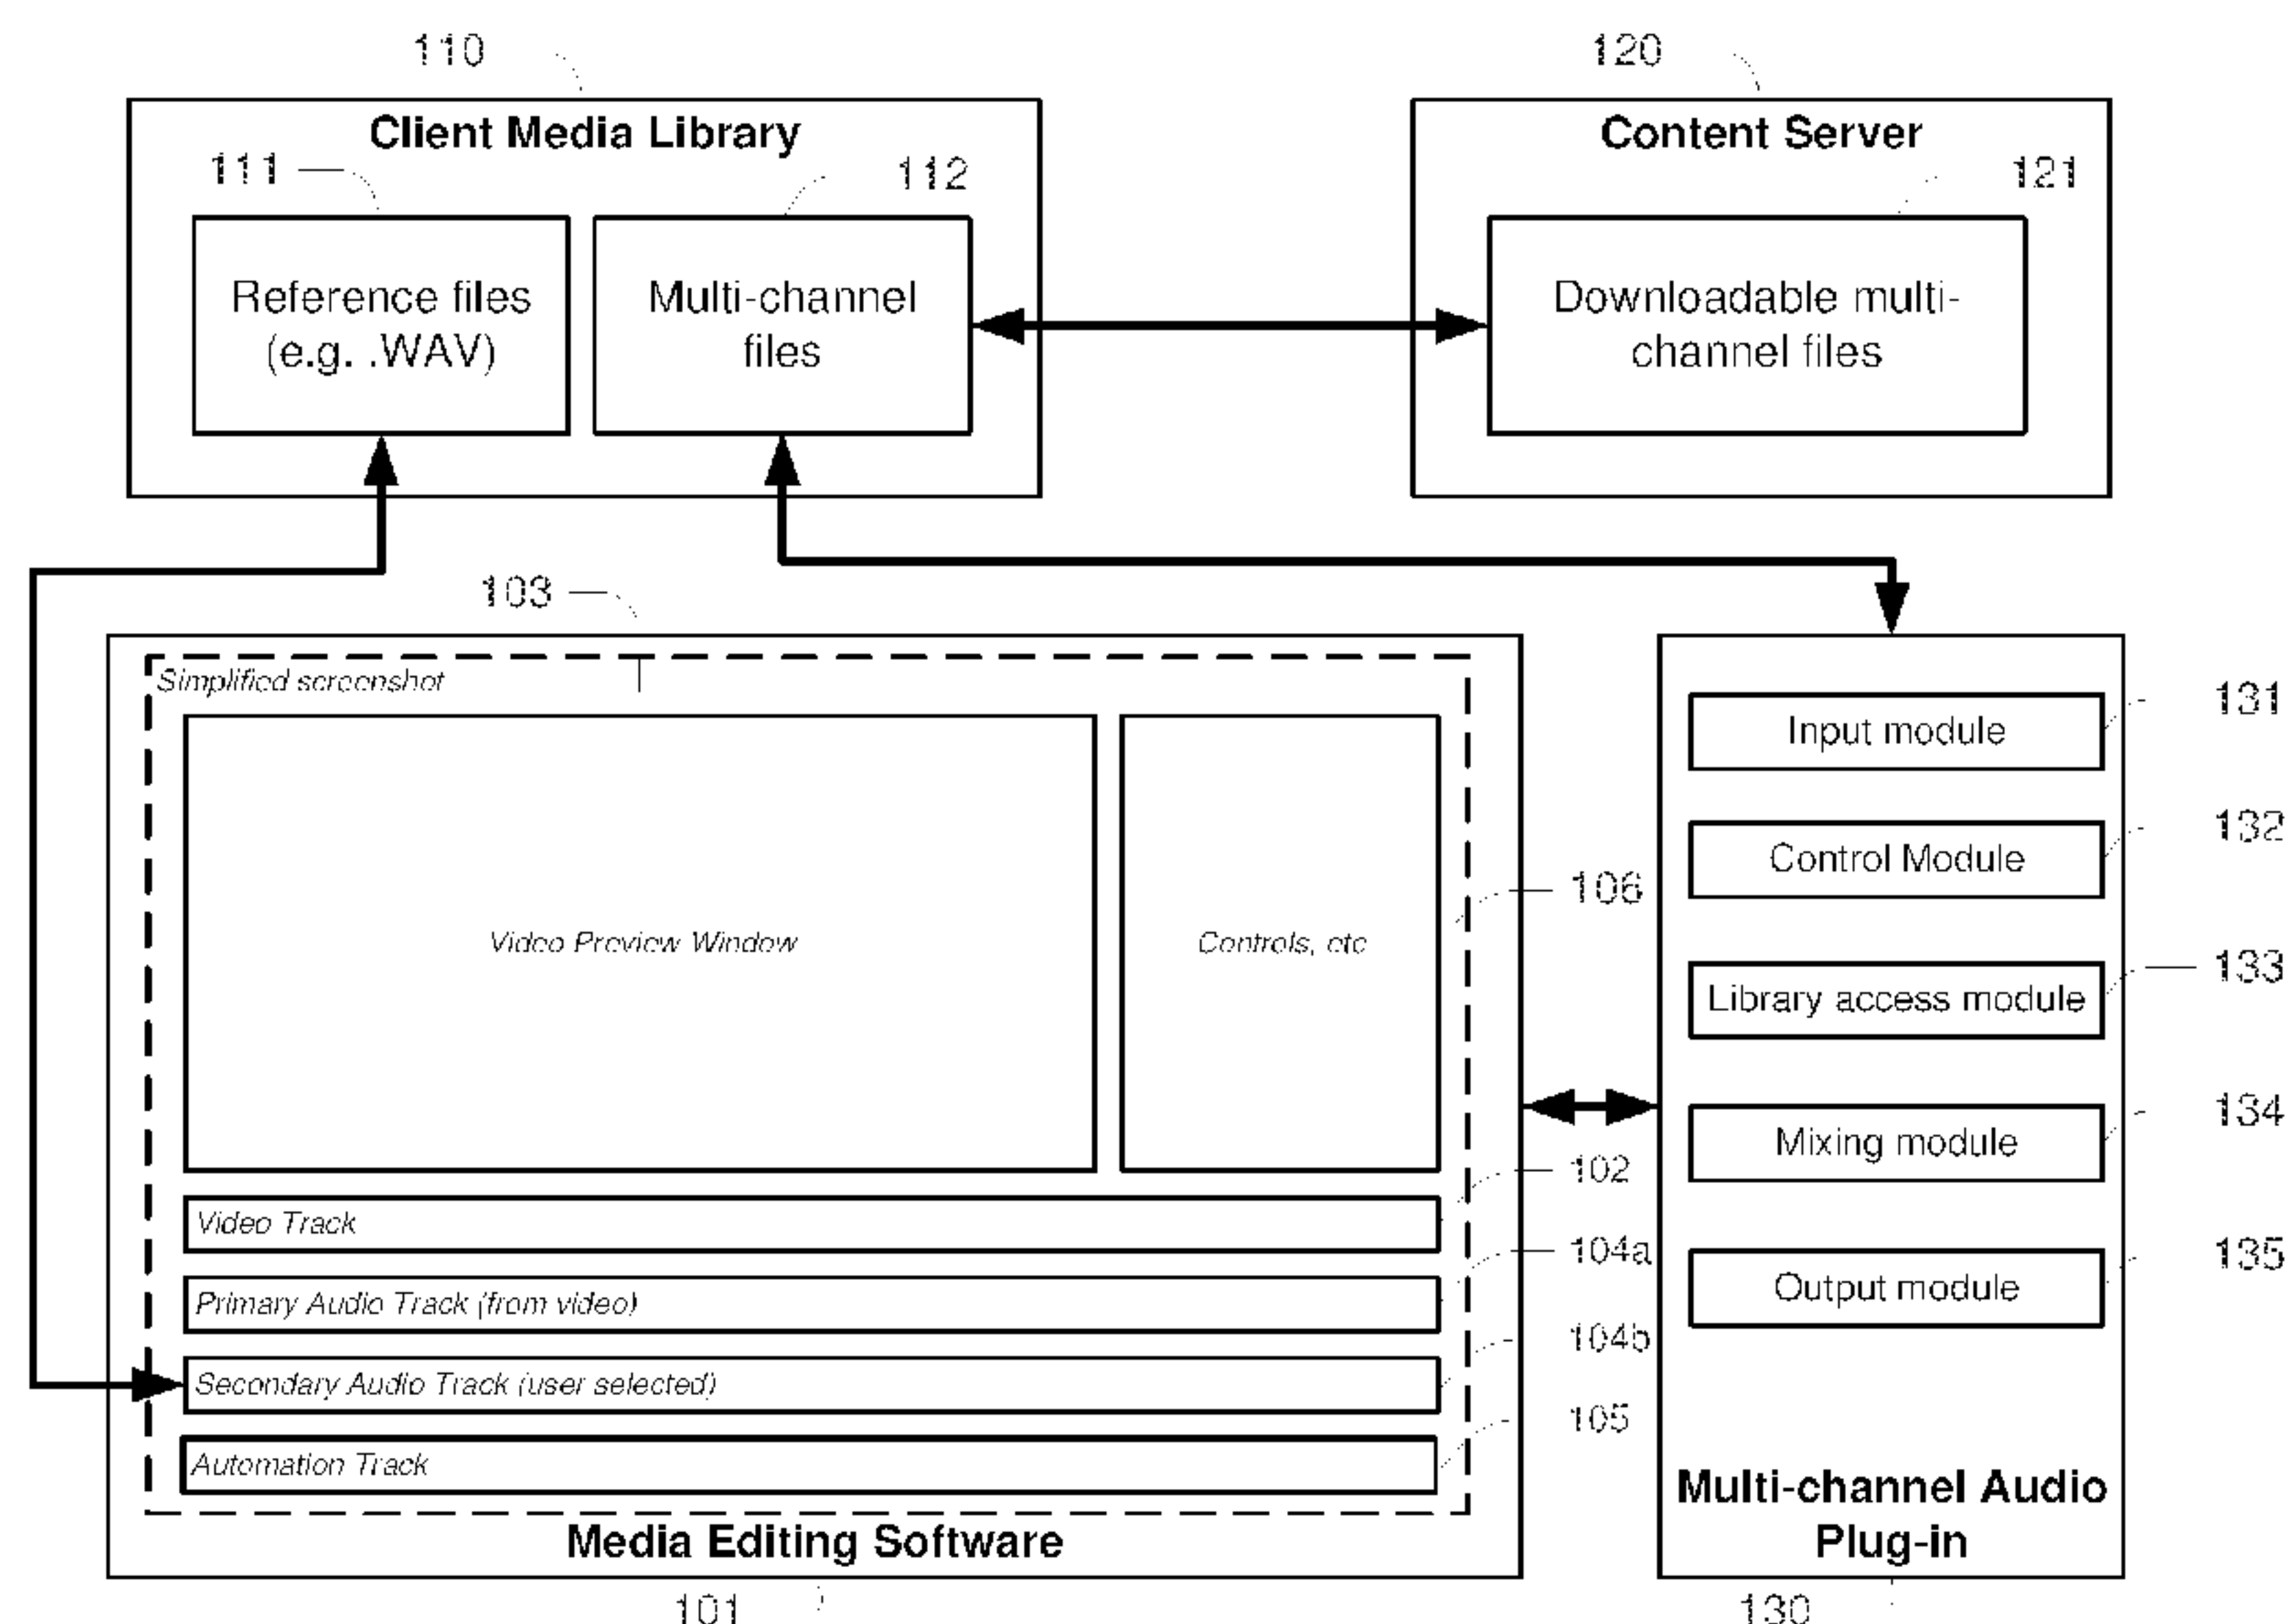 110
120
Client Media Library
Content Server
111
112
121
Reference files
(e.g. .WAV)
Multi-channel
files
Downloadable multi-
channel files
103
Simplified screenshot
Video Preview Window
Controls, etc
106
Video Track
102
Primary Audio Track (from video)
104a
Secondary Audio Track (user selected)
104b
Automation Track
105
Media Editing Software
101
Input module
131
Control Module
132
Library access module
133
Mixing module
134
Output module
135
Multi-channel Audio
Plug-in
130